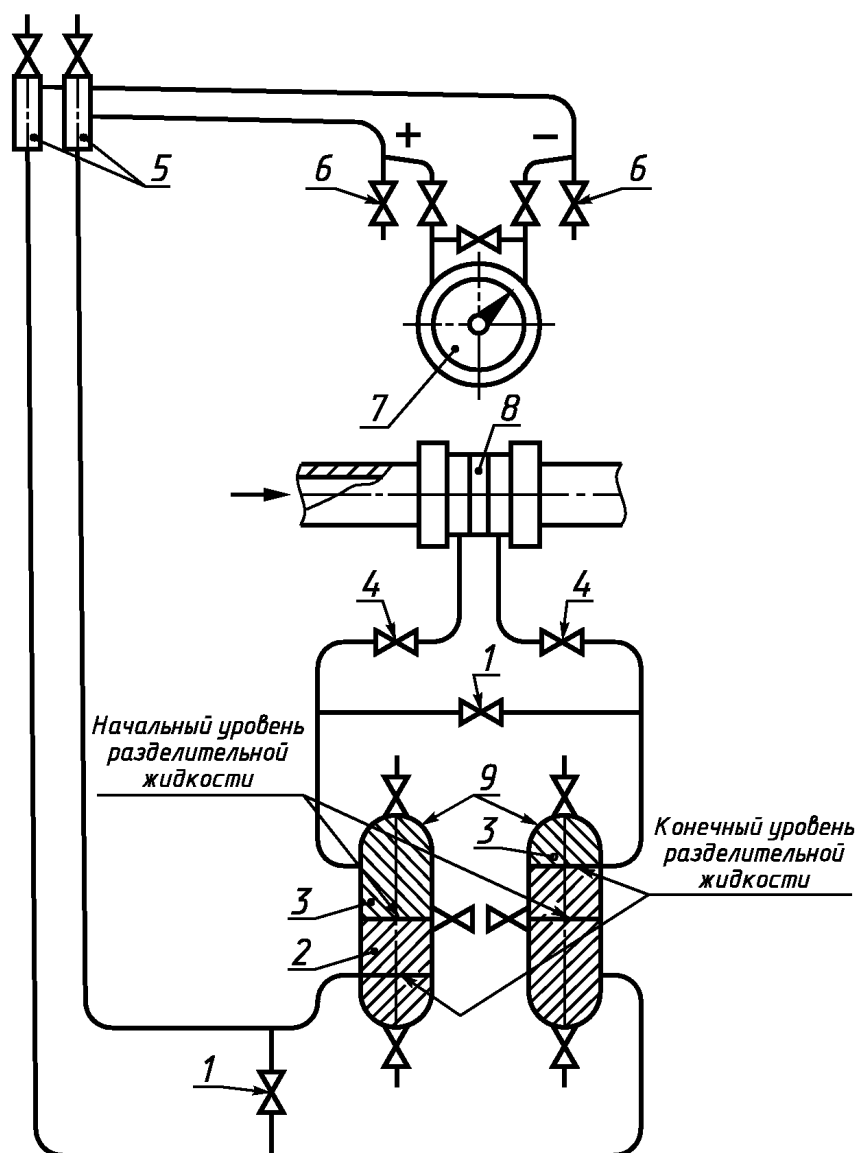 5
+
−
6
6
7
8
4
4
1
Начальный уровень
разделительной
жидкости
9
3
Конечный уровень
разделительной
жидкости
3
2
1